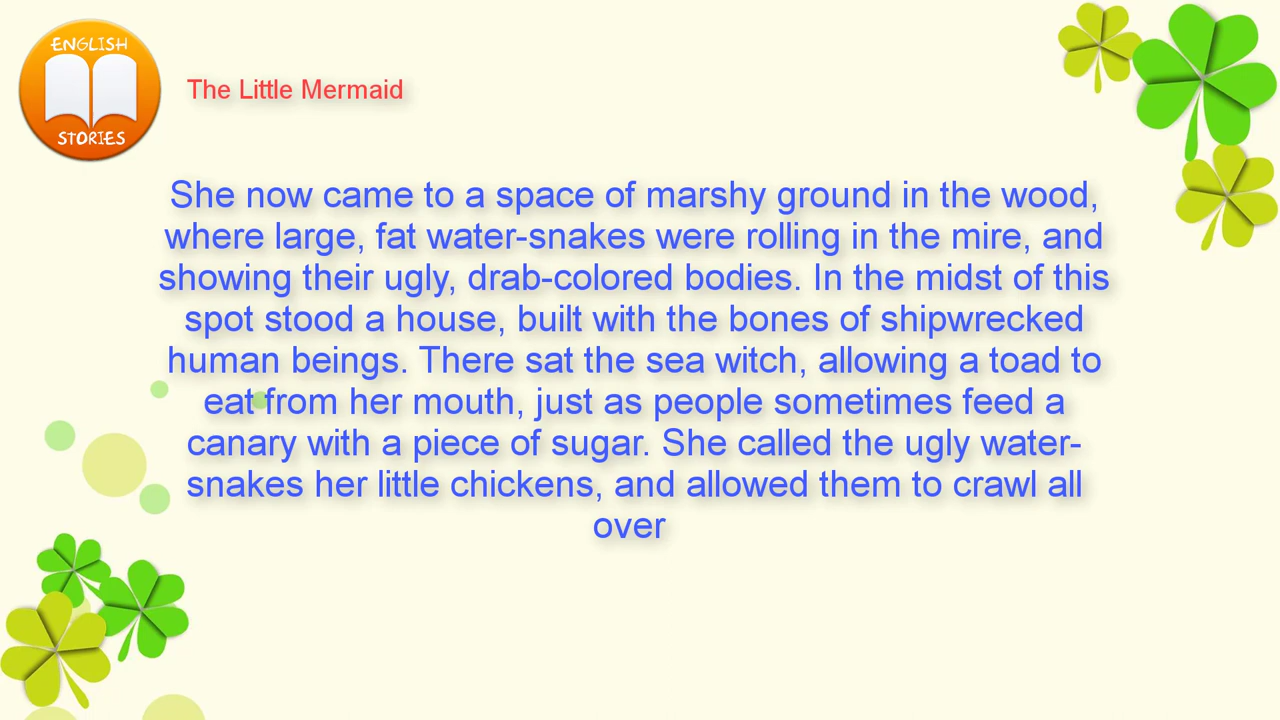 ENGLISH
STORIES
The Little Mermaid
She now came to a space of marshy ground in the wood,
where large, fat water-snakes were rolling in the mire, and
showing their ugly, drab-colored bodies. In the midst of this
spot stood a house, built with the bones of shipwrecked
human beings. There sat the sea witch, allowing a toad to
eat from her mouth, just as people sometimes feed a
canary with a piece of sugar. She called the ugly water-
snakes her little chickens, and allowed them to crawl all
over